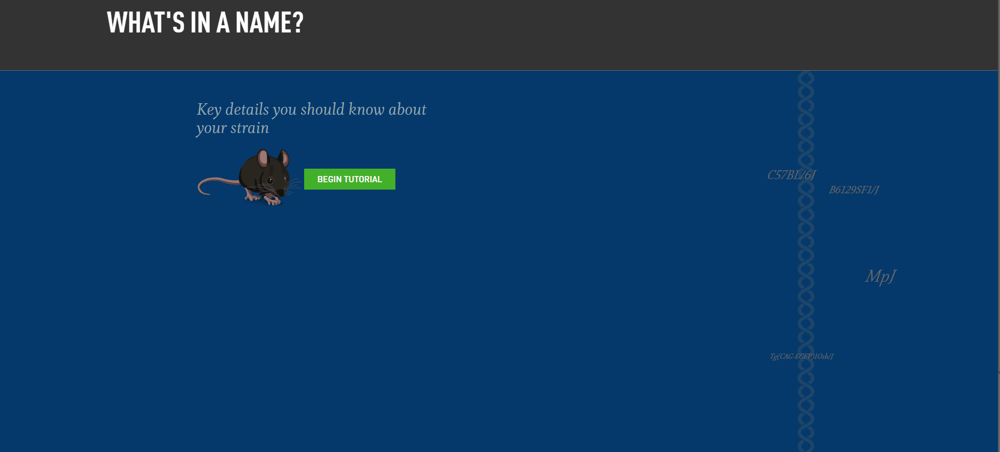 WHAT'S IN A NAME?
Key details you should know about
your strain
BEGIN TUTORIAL
C57BL/6J
B6129SF1/J
MpJ
Tg(CAG-EGFP)1Osb/J